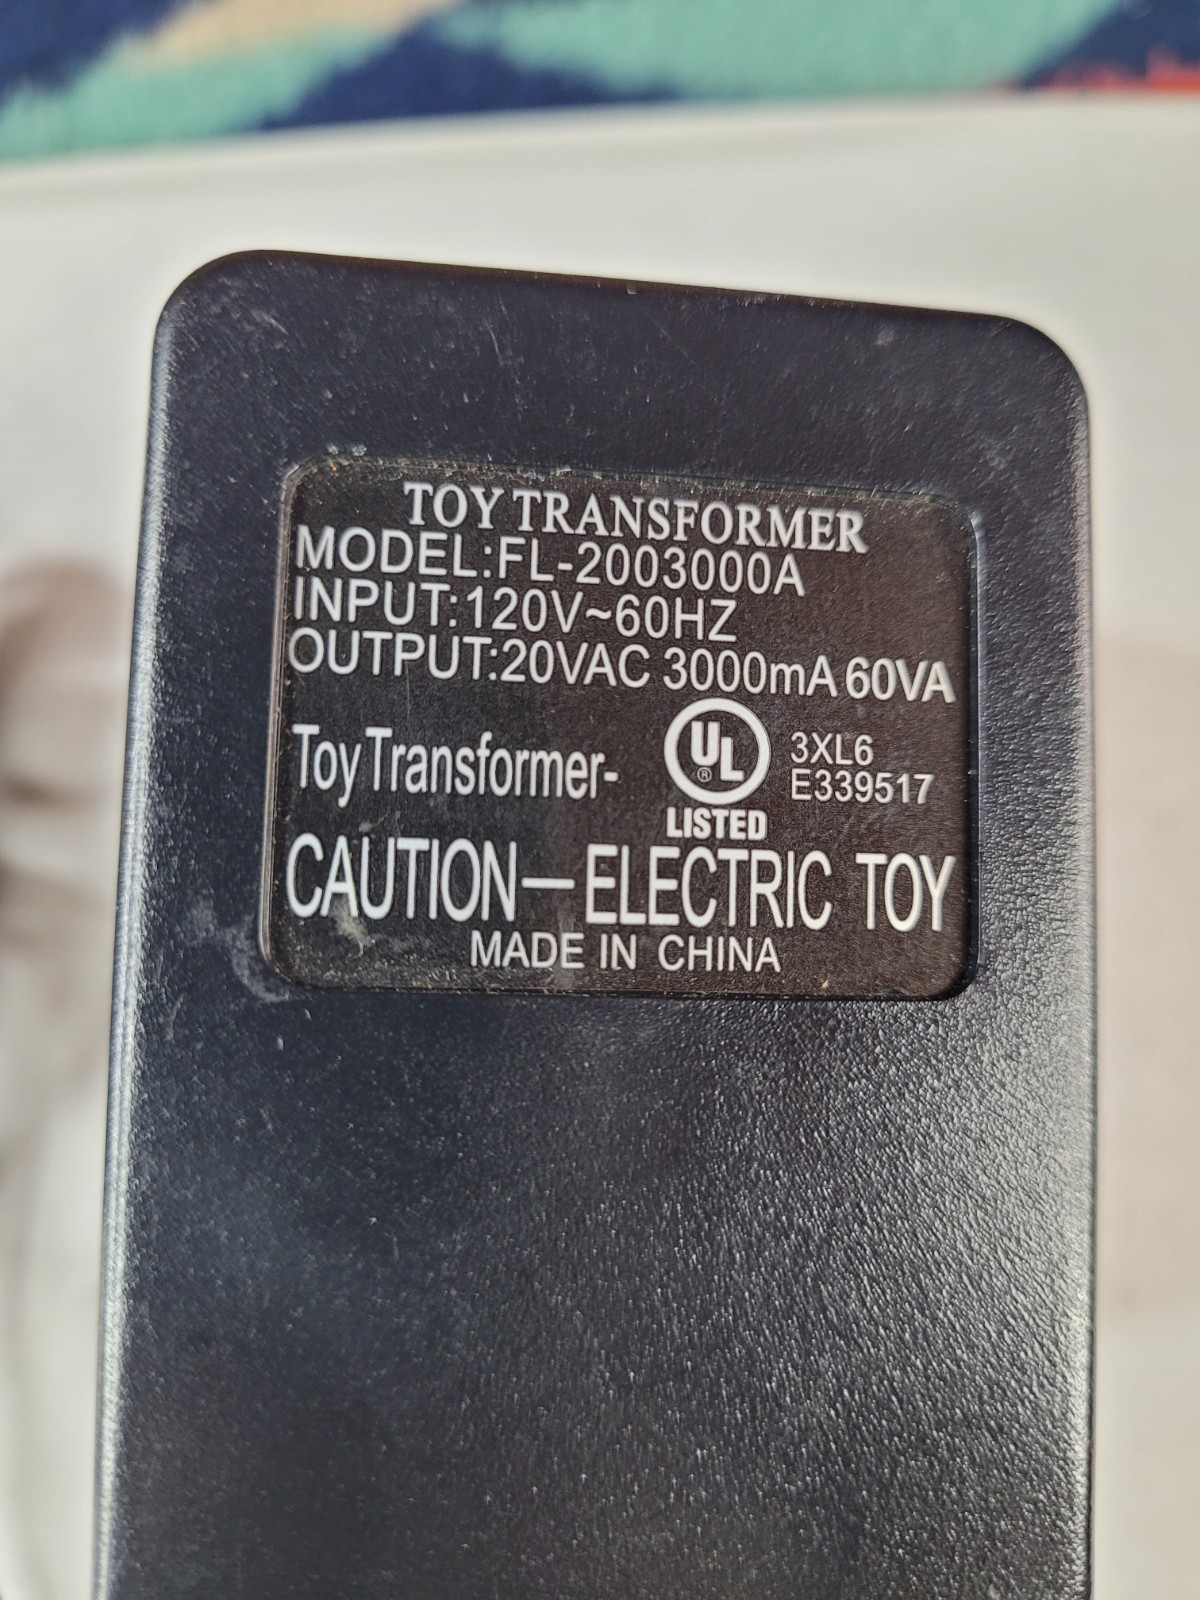 TOY TRANSFORMER
MODEL:FL-2003000A
INPUT:120V~60HZ
OUTPUT:20VAC 3000mA 60VA
Toy Transformer-
UL ®
LISTED
3XL6
E339517
CAUTION—ELECTRIC TOY
MADE IN CHINA